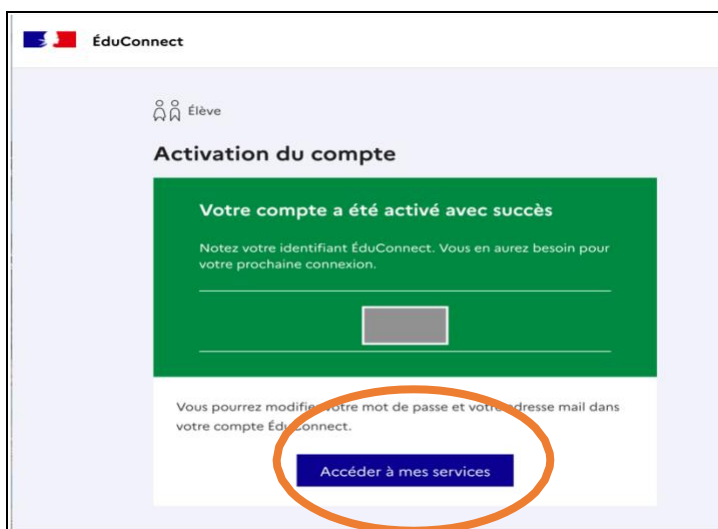 ÉduConnect
Élève
Activation du compte
Votre compte a été activé avec succès
Notez votre identifiant ÉduConnect. Vous en aurez besoin pour
votre prochaine connexion.
Vous pourrez modifier votre mot de passe et votre adresse mail dans
votre compte ÉduConnect.
Accéder à mes services